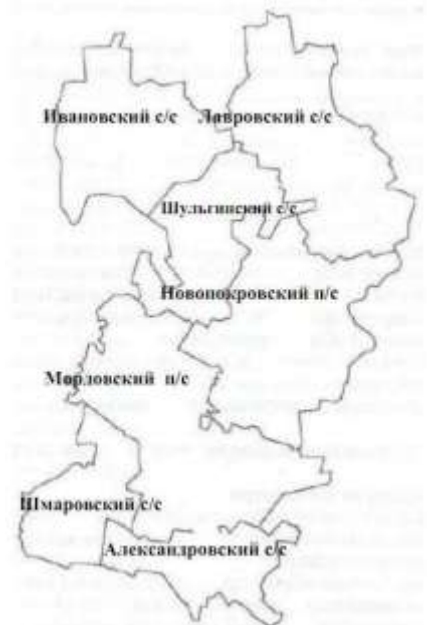 Ивановский с/с
Лавровский с/с
Шульгинский с/с
Новопокровский п/с
Мордовский п/с
Шмаровский с/с
Александровский с/с